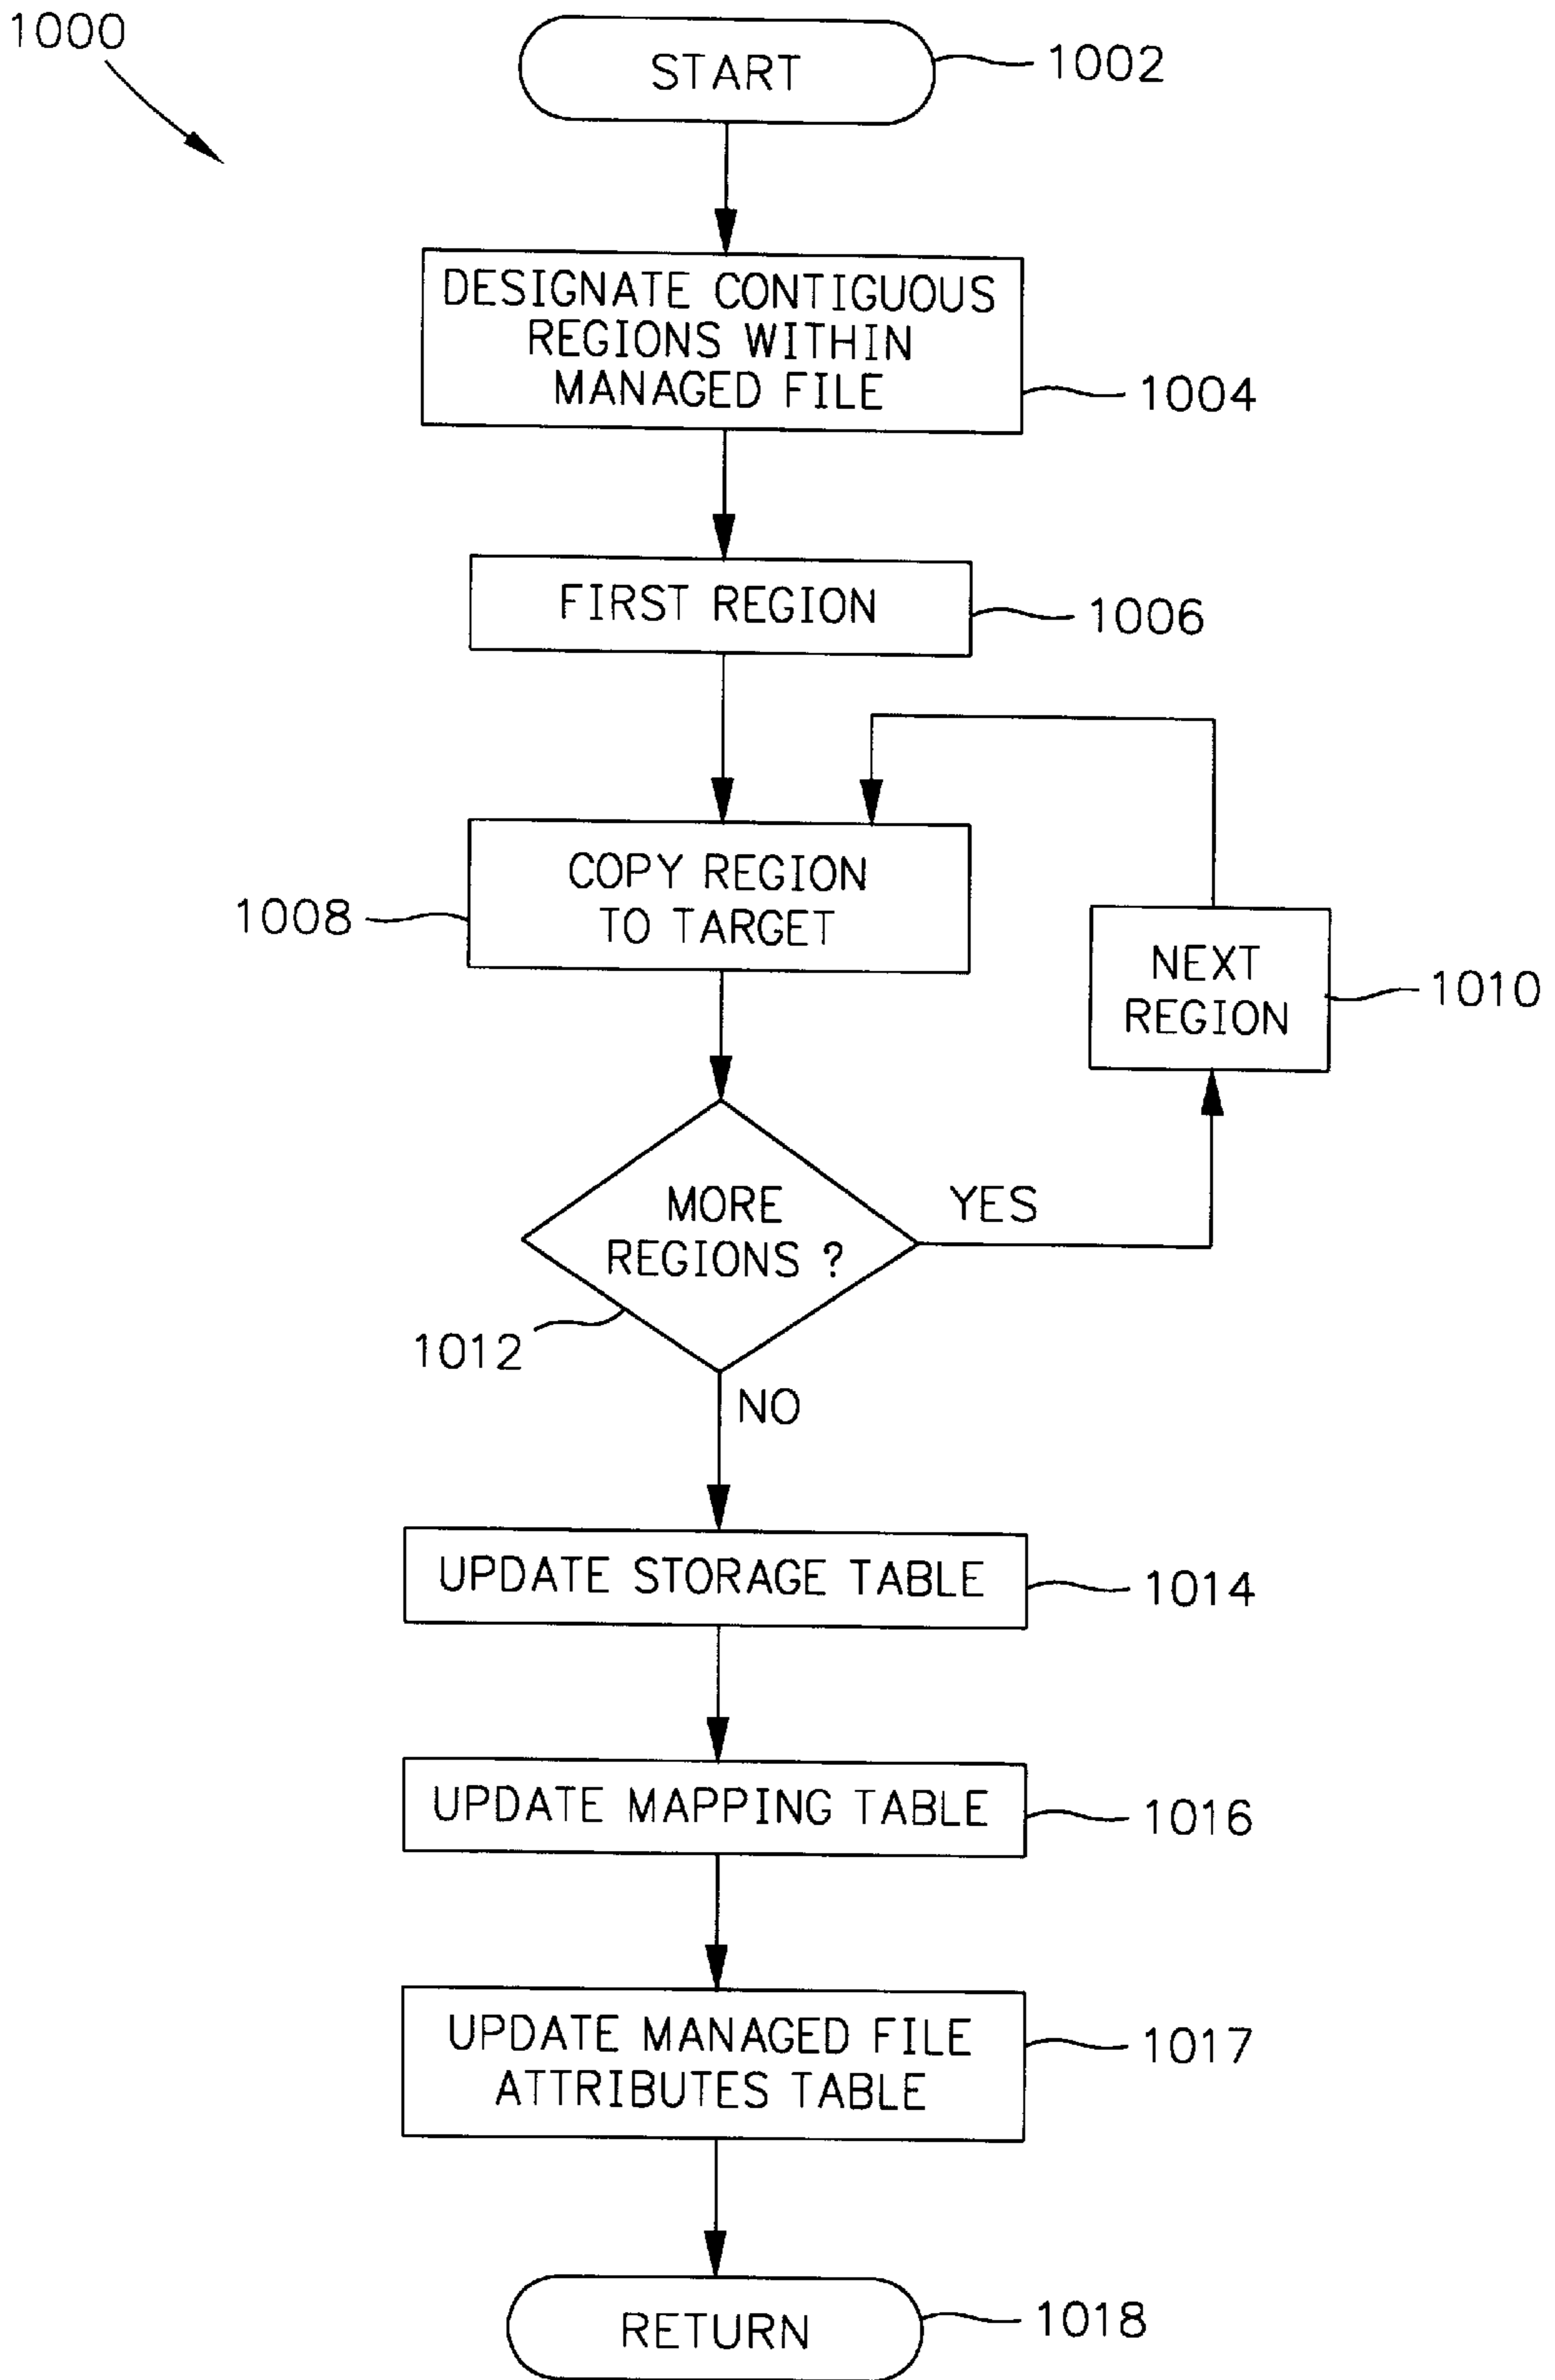 1000
START
1002
DESIGNATE CONTIGUOUS
REGIONS WITHIN
MANAGED FILE
1004
FIRST REGION
1006
COPY REGION
TO TARGET
1008
NEXT
REGION
1010
MORE
REGIONS ?
YES
1012
NO
UPDATE STORAGE TABLE
1014
UPDATE MAPPING TABLE
1016
UPDATE MANAGED FILE
ATTRIBUTES TABLE
1017
RETURN
1018